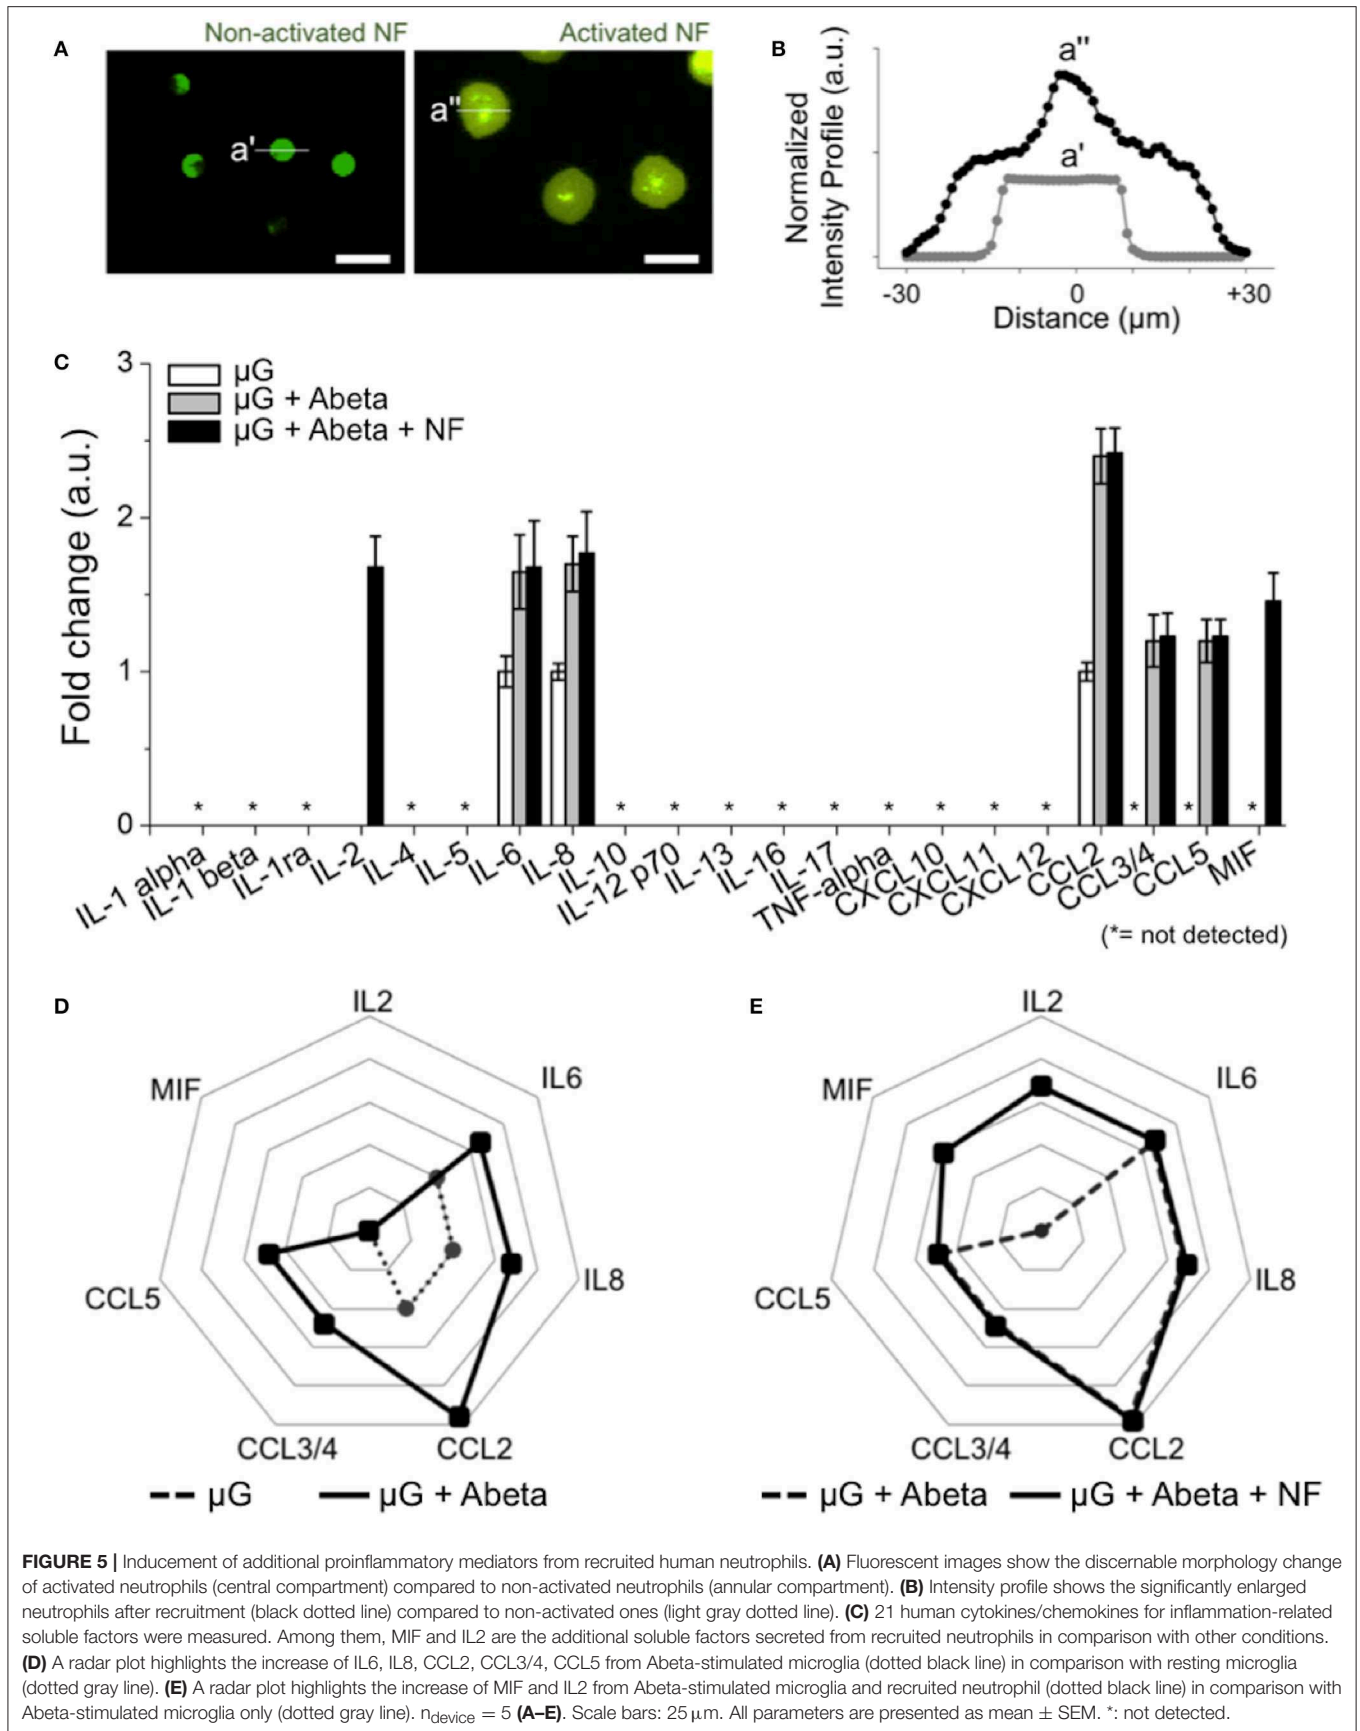 A
Non-activated NF
Activated NF
a'
a"
B
Normalized
Intensity Profile (a.u.)
a"
a'
-30
0
+30
Distance (µm)
C
Fold change (a.u.)
3
2
1
0
µG
µG + Abeta
µG + Abeta + NF
* * * * * * * * * * * * * * * * *
IL-1 alpha
IL-1 beta
IL-1ra
IL-2
IL-4
IL-5
IL-6
IL-8
IL-10
IL-12 p70
IL-13
IL-16
IL-17
TNF-alpha
CXCL10
CXCL11
CXCL12
CCL2
CCL3/4
CCL5
MIF
(*= not detected)
D
IL2
IL6
IL8
CCL2
CCL3/4
CCL5
MIF
µG
µG + Abeta
E
IL2
IL6
IL8
CCL2
CCL3/4
CCL5
MIF
µG + Abeta
µG + Abeta + NF
FIGURE 5 | Inducement of additional proinflammatory mediators from recruited human neutrophils. (A) Fluorescent images show the discernable morphology change
of activated neutrophils (central compartment) compared to non-activated neutrophils (annular compartment). (B) Intensity profile shows the significantly enlarged
neutrophils after recruitment (black dotted line) compared to non-activated ones (light gray dotted line). (C) 21 human cytokines/chemokines for inflammation-related
soluble factors were measured. Among them, MIF and IL2 are the additional soluble factors secreted from recruited neutrophils in comparison with other conditions.
(D) A radar plot highlights the increase of IL6, IL8, CCL2, CCL3/4, CCL5 from Abeta-stimulated microglia (dotted black line) in comparison with resting microglia
(dotted gray line). (E) A radar plot highlights the increase of MIF and IL2 from Abeta-stimulated microglia and recruited neutrophil (dotted black line) in comparison with
Abeta-stimulated microglia only (dotted gray line). ndevice = 5 (A–E). Scale bars: 25 µm. All parameters are presented as mean ± SEM. *: not detected.